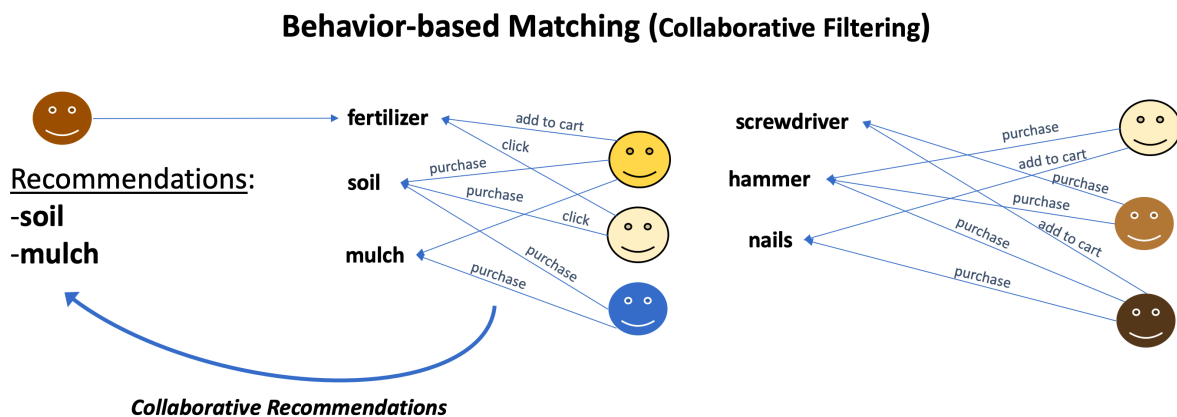 Behavior-based Matching (Collaborative Filtering)
fertilizer
add to cart
click
purchase
soil
purchase
click
mulch
purchase
purchase
Recommendations:
-soil
-mulch
Collaborative Recommendations
screwdriver
purchase
add to cart
hammer
purchase
purchase
nails
purchase
add to cart
purchase